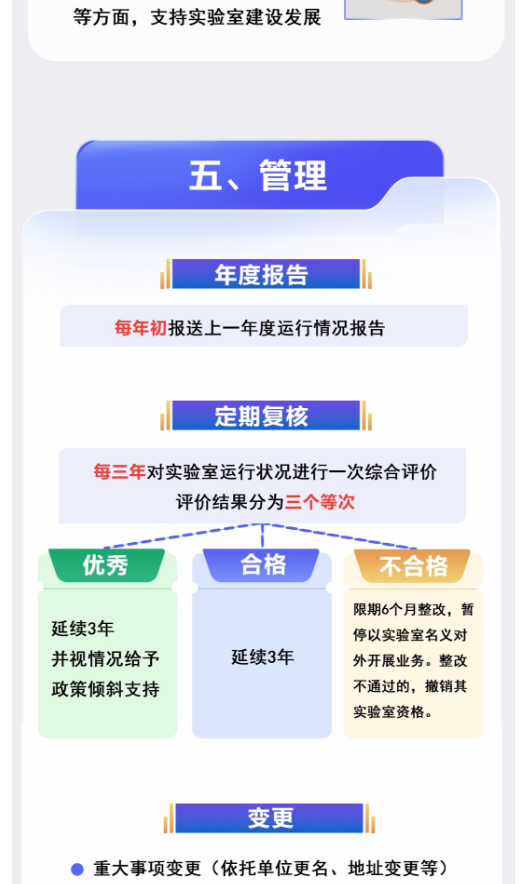 等方面，支持实验室建设发展
五、管理
年度报告
每年初报送上一年度运行情况报告
定期复核
每三年对实验室运行状况进行一次综合评价
评价结果分为三个等次
优秀
延续3年
并视情况给予
政策倾斜支持
合格
延续3年
不合格
限期6个月整改，暂
停以实验室名义对
外开展业务。整改
不通过的，撤销其
实验室资格。
变更
重大事项变更（依托单位更名、地址变更等）